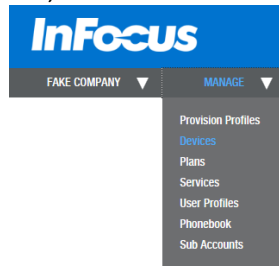 InFocus
FAKE COMPANY MANAGE
Provision Profiles
Devices
Plans
Services
User Profiles
Phonebook
Sub Accounts